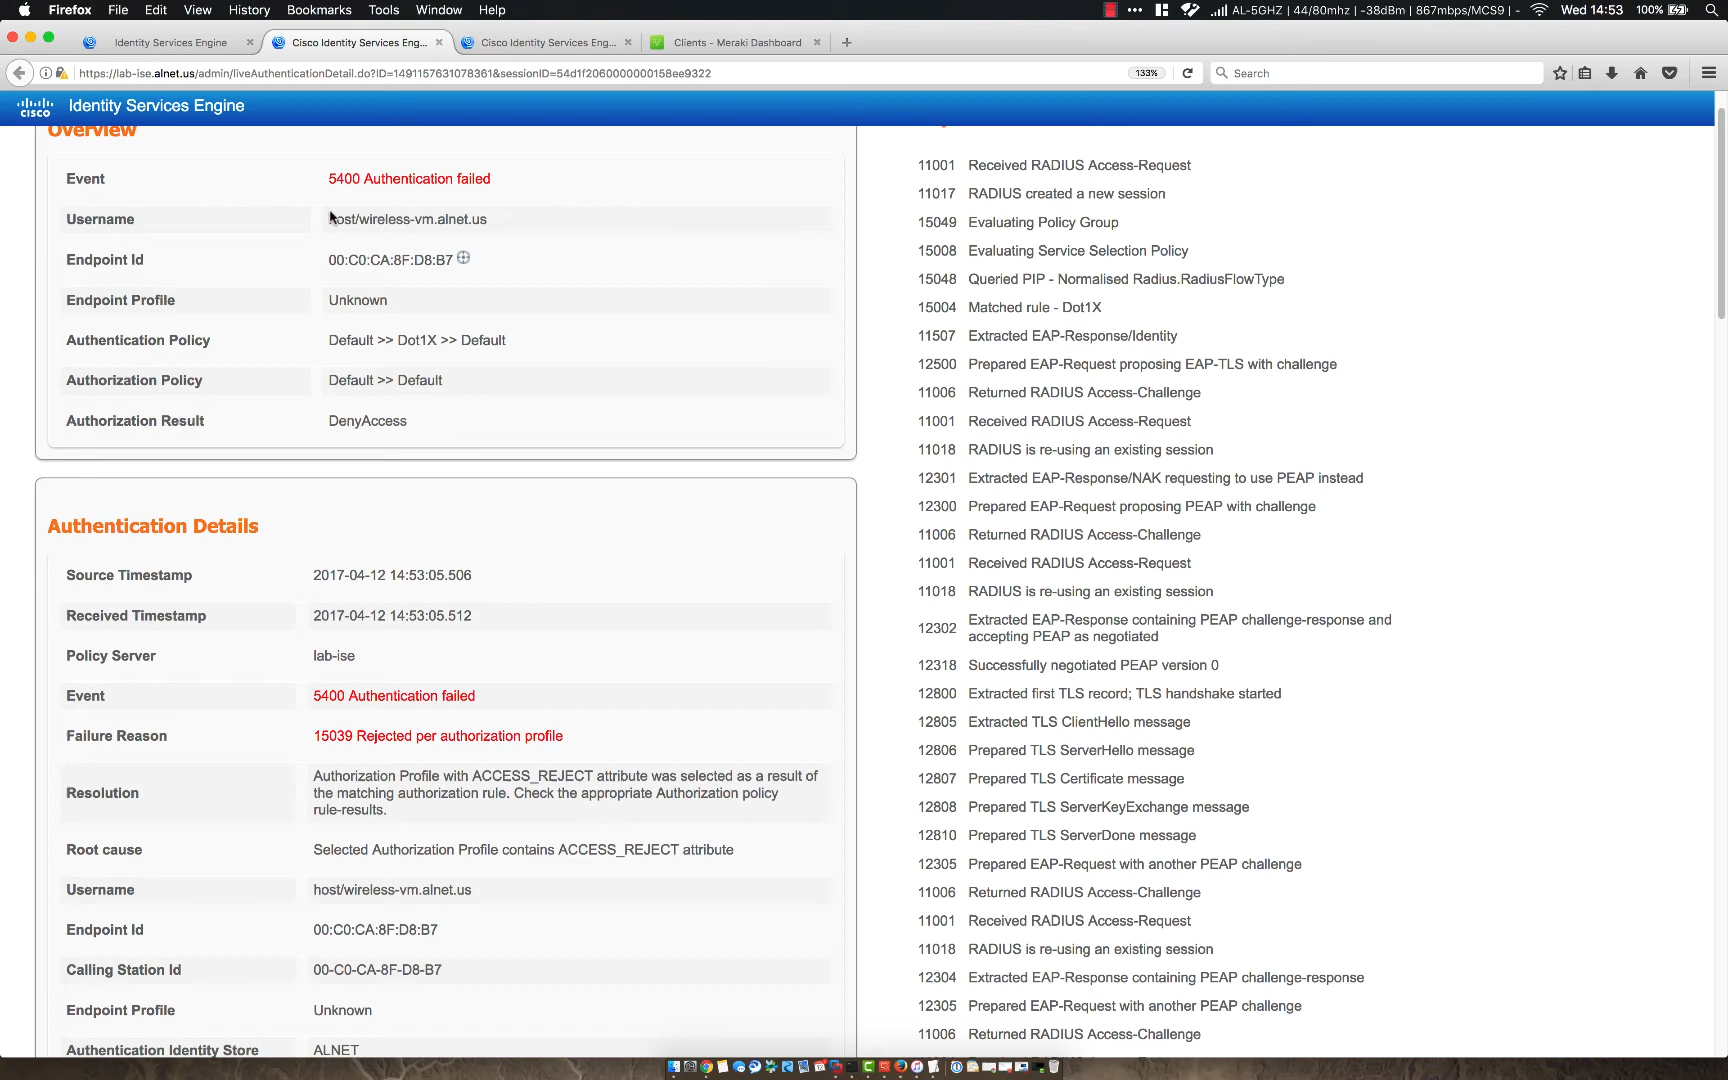 Firefox File Edit View History Bookmarks Tools Window Help
AL-5GHZ | 44/80mhz | -38dBm | 867mbps/MCS9 | - Wed 14:53 100%
Identity Services Engine
Cisco Identity Services Eng...
Cisco Identity Services Eng...
Clients - Meraki Dashboard
https://lab-ise.alnet.us/admin/liveAuthenticationDetail.do?ID=1491157631078361&sessionID=54d1f2060000000158ee9322
133%
Search
CISCO Identity Services Engine
Overview
Event 5400 Authentication failed
Username host/wireless-vm.alnet.us
Endpoint Id 00:C0:CA:8F:D8:B7
Endpoint Profile Unknown
Authentication Policy Default >> Dot1X >> Default
Authorization Policy Default >> Default
Authorization Result DenyAccess
Authentication Details
Source Timestamp 2017-04-12 14:53:05.506
Received Timestamp 2017-04-12 14:53:05.512
Policy Server lab-ise
Event 5400 Authentication failed
Failure Reason 15039 Rejected per authorization profile
Resolution
Authorization Profile with ACCESS_REJECT attribute was selected as a result of
the matching authorization rule. Check the appropriate Authorization policy
rule-results.
Root cause Selected Authorization Profile contains ACCESS_REJECT attribute
Username host/wireless-vm.alnet.us
Endpoint Id 00:C0:CA:8F:D8:B7
Calling Station Id 00-C0-CA-8F-D8-B7
Endpoint Profile Unknown
Authentication Identity Store ALNET
11001 Received RADIUS Access-Request
11017 RADIUS created a new session
15049 Evaluating Policy Group
15008 Evaluating Service Selection Policy
15048 Queried PIP - Normalised Radius.RadiusFlowType
15004 Matched rule - Dot1X
11507 Extracted EAP-Response/Identity
12500 Prepared EAP-Request proposing EAP-TLS with challenge
11006 Returned RADIUS Access-Challenge
11001 Received RADIUS Access-Request
11018 RADIUS is re-using an existing session
12301 Extracted EAP-Response/NAK requesting to use PEAP instead
12300 Prepared EAP-Request proposing PEAP with challenge
11006 Returned RADIUS Access-Challenge
11001 Received RADIUS Access-Request
11018 RADIUS is re-using an existing session
12302 Extracted EAP-Response containing PEAP challenge-response and
accepting PEAP as negotiated
12318 Successfully negotiated PEAP version 0
12800 Extracted first TLS record; TLS handshake started
12805 Extracted TLS ClientHello message
12806 Prepared TLS ServerHello message
12807 Prepared TLS Certificate message
12808 Prepared TLS ServerKeyExchange message
12810 Prepared TLS ServerDone message
12305 Prepared EAP-Request with another PEAP challenge
11006 Returned RADIUS Access-Challenge
11001 Received RADIUS Access-Request
11018 RADIUS is re-using an existing session
12304 Extracted EAP-Response containing PEAP challenge-response
12305 Prepared EAP-Request with another PEAP challenge
11006 Returned RADIUS Access-Challenge